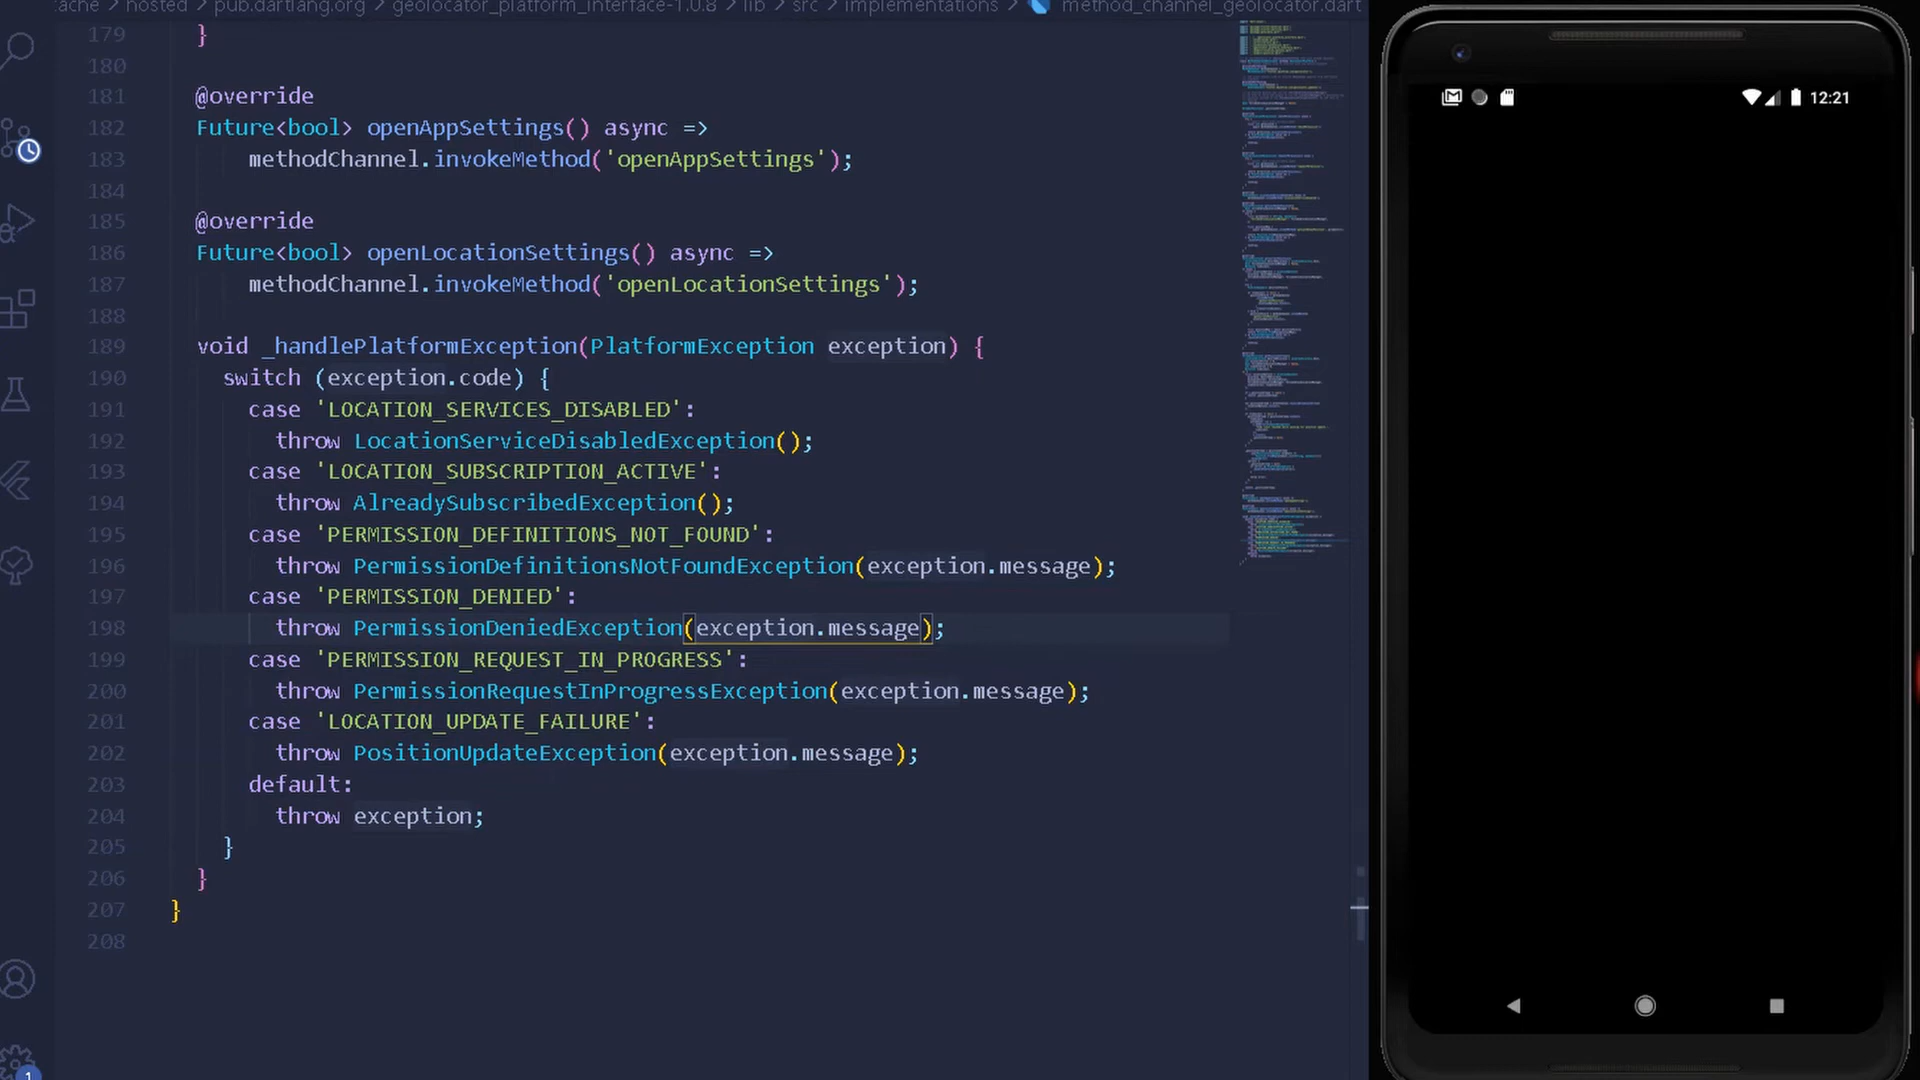 ache > hosted > pub.dartlang.org > geolocator_platform_interface-1.0.8 > lib > src > implementations > method_channel_geolocator.dart
179 }
180
181 @override
182 Future<bool> openAppSettings() async =>
183 methodChannel.invokeMethod('openAppSettings');
184
185 @override
186 Future<bool> openLocationSettings() async =>
187 methodChannel.invokeMethod('openLocationSettings');
188
189 void _handlePlatformException(PlatformException exception) {
190 switch (exception.code) {
191 case 'LOCATION_SERVICES_DISABLED':
192 throw LocationServiceDisabledException();
193 case 'LOCATION_SUBSCRIPTION_ACTIVE':
194 throw AlreadySubscribedException();
195 case 'PERMISSION_DEFINITIONS_NOT_FOUND':
196 throw PermissionDefinitionsNotFoundException(exception.message);
197 case 'PERMISSION_DENIED':
198 throw PermissionDeniedException(exception.message);
199 case 'PERMISSION_REQUEST_IN_PROGRESS':
200 throw PermissionRequestInProgressException(exception.message);
201 case 'LOCATION_UPDATE_FAILURE':
202 throw PositionUpdateException(exception.message);
203 default:
204 throw exception;
205 }
206 }
207 }
208
1
12:21